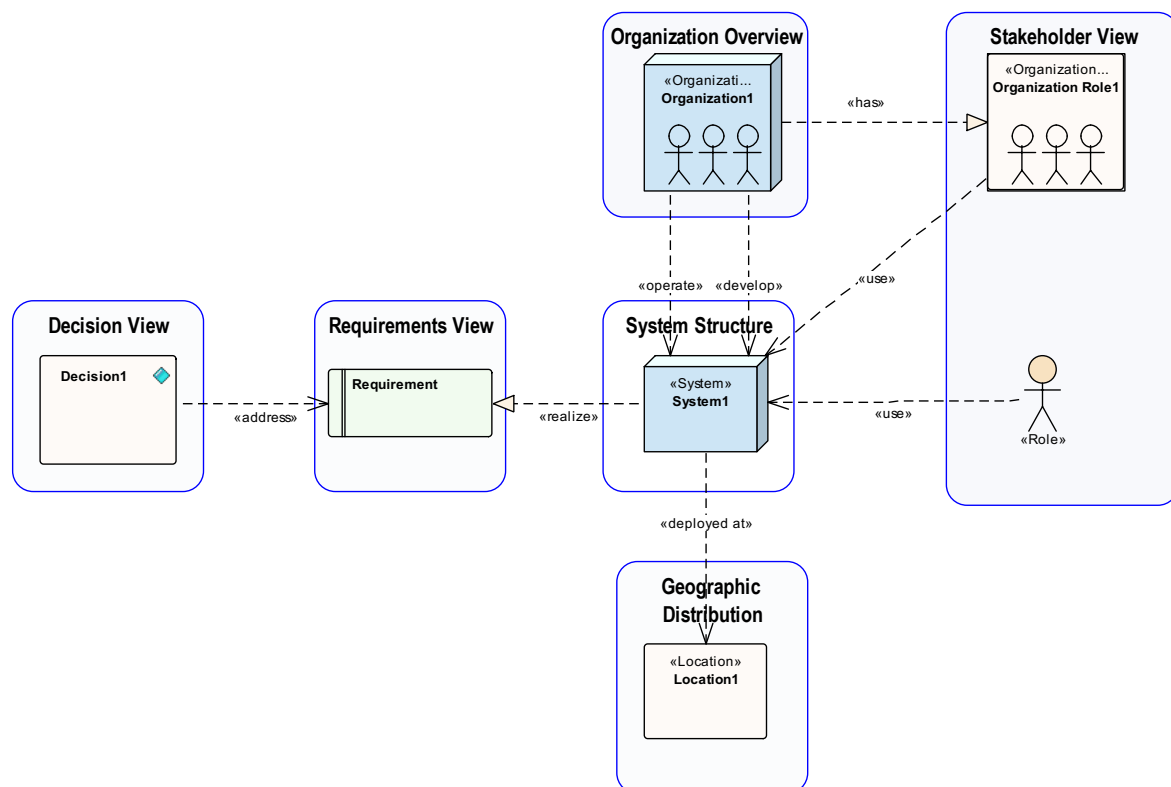 Organization Overview
«Organizati...
Organization1
«has»
Stakeholder View
«Organization...
Organization Role1
«operate»
«develop»
«use»
Decision View
Decision1
«address»
Requirements View
Requirement
«realize»
System Structure
«System»
System1
«use»
«Role»
«deployed at»
Geographic
Distribution
«Location»
Location1